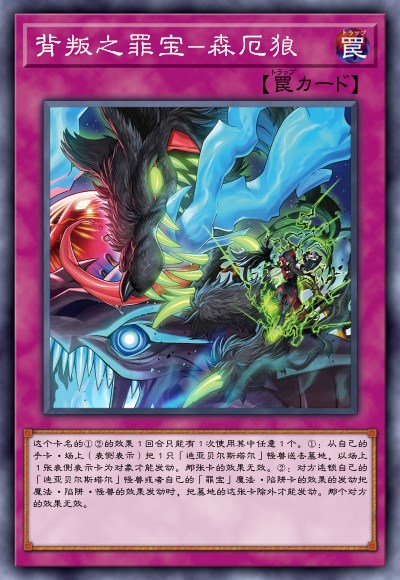 背叛之罪宝-森厄狼
トラップ
罠
トラップ
【罠カード】
这个卡名的①②的效果1回合只能有1次使用其中任意1个。①：从自己的
手卡·场上（表侧表示）把1只「迪亚贝尔斯塔尔」怪兽送去墓地，以场上
1张表侧表示卡为对象才能发动。那张卡的效果无效。②：对方连锁自己的
「迪亚贝尔斯塔尔」怪兽或者自己的「罪宝」魔法·陷阱卡的效果的发动把
魔法·陷阱·怪兽的效果发动时，把墓地的这张卡除外才能发动。那个对方
的效果无效。